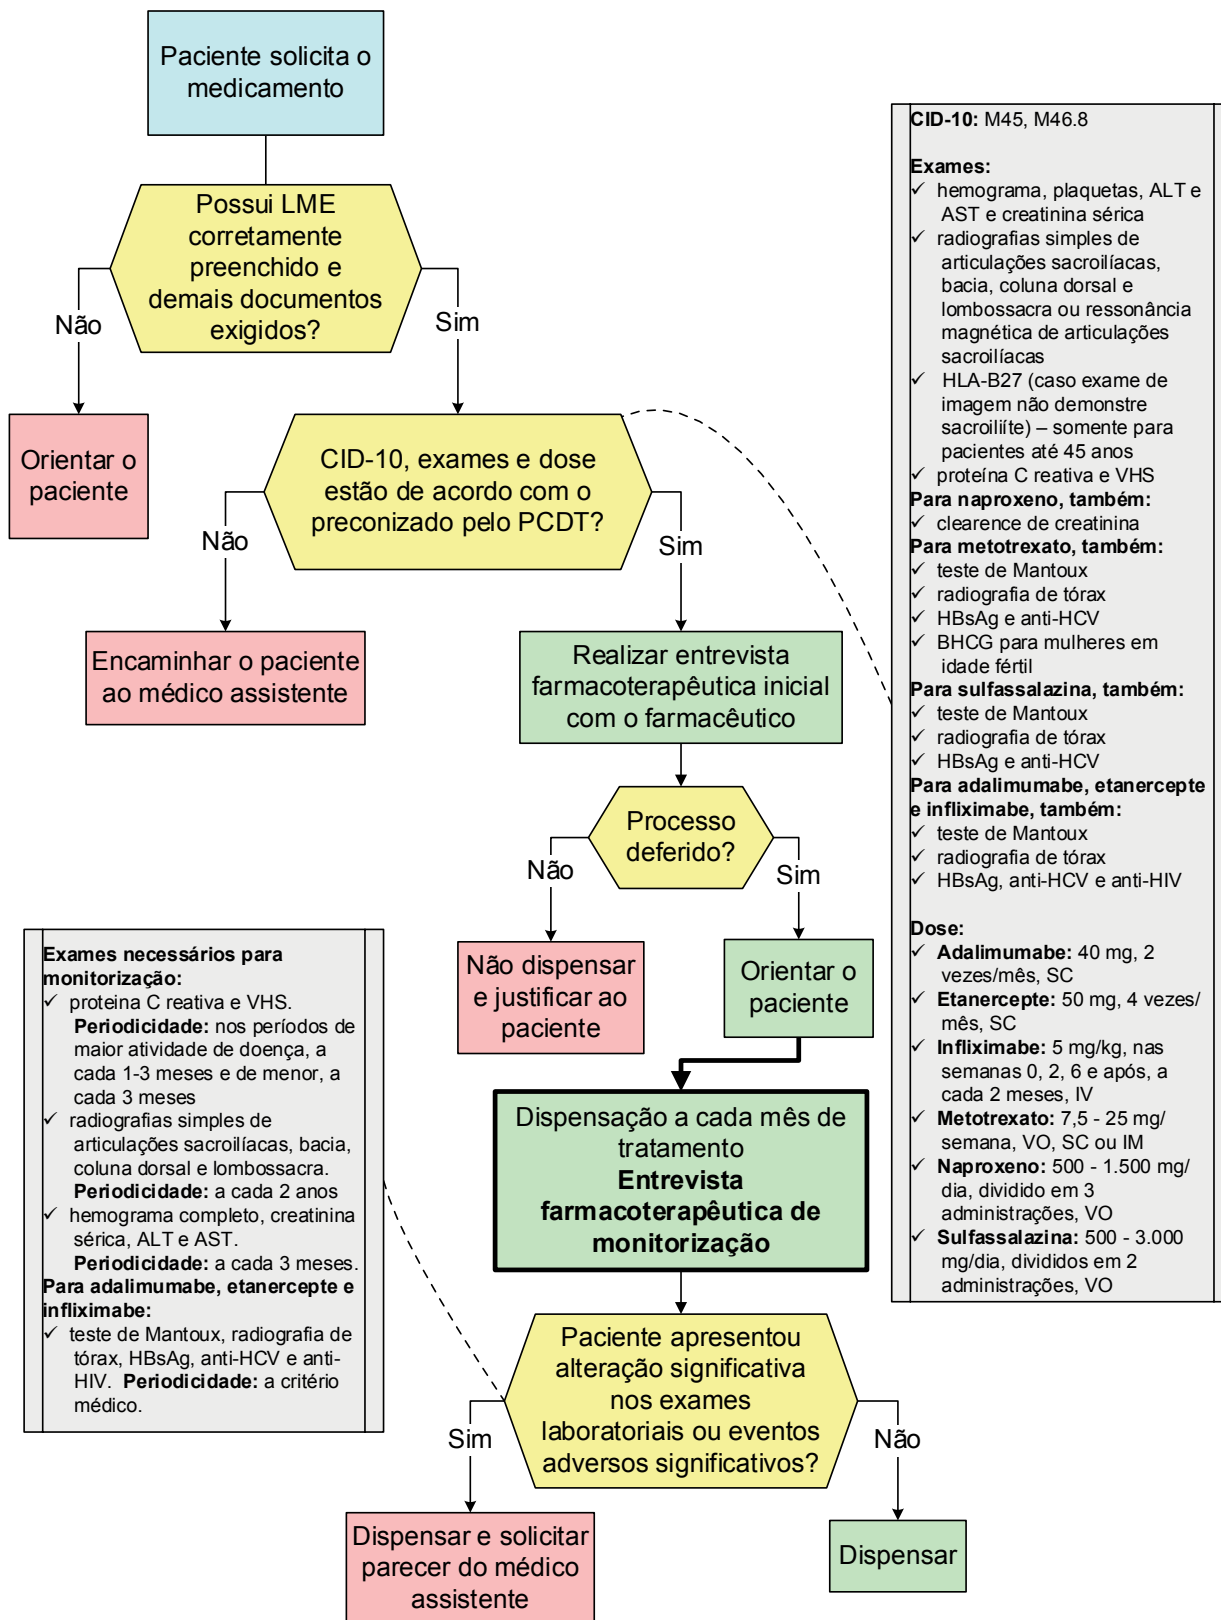 Paciente solicita o
medicamento
Possui LME
corretamente
preenchido e
demais documentos
exigidos?
Não
Sim
Orientar o
paciente
CID-10, exames e dose
estão de acordo com o
preconizado pelo PCDT?
Não
Sim
Encaminhar o paciente
ao médico assistente
Realizar entrevista
farmacoterapêutica inicial
com o farmacêutico
Processo
deferido?
Não
Sim
Não dispensar
e justificar ao
paciente
Orientar o
paciente
Dispensação a cada mês de
tratamento
Entrevista
farmacoterapêutica de
monitorização
Paciente apresentou
alteração significativa
nos exames
laboratoriais ou eventos
adversos significativos?
Sim
Não
Dispensar e solicitar
parecer do médico
assistente
Dispensar
CID-10: M45, M46.8
Exames:
✓ hemograma, plaquetas, ALT e
AST e creatinina sérica
✓ radiografias simples de
articulações sacroilíacas,
bacia, coluna dorsal e
lombossacra ou ressonância
magnética de articulações
sacroilíacas
✓ HLA-B27 (caso exame de
imagem não demonstre
sacroiliíte) – somente para
pacientes até 45 anos
✓ proteína C reativa e VHS
Para naproxeno, também:
✓ clearence de creatinina
Para metotrexato, também:
✓ teste de Mantoux
✓ radiografia de tórax
✓ HBsAg e anti-HCV
✓ BHCG para mulheres em
idade fértil
Para sulfassalazina, também:
✓ teste de Mantoux
✓ radiografia de tórax
✓ HBsAg e anti-HCV
Para adalimumabe, etanercepte
e infliximabe, também:
✓ teste de Mantoux
✓ radiografia de tórax
✓ HBsAg, anti-HCV e anti-HIV
Dose:
✓ Adalimumabe: 40 mg, 2
vezes/mês, SC
✓ Etanercepte: 50 mg, 4 vezes/
mês, SC
✓ Infliximabe: 5 mg/kg, nas
semanas 0, 2, 6 e após, a
cada 2 meses, IV
✓ Metotrexato: 7,5 - 25 mg/
semana, VO, SC ou IM
✓ Naproxeno: 500 - 1.500 mg/
dia, dividido em 3
administrações, VO
✓ Sulfassalazina: 500 - 3.000
mg/dia, divididos em 2
administrações, VO
Exames necessários para
monitorização:
✓ proteina C reativa e VHS.
Periodicidade: nos períodos de
maior atividade de doença, a
cada 1-3 meses e de menor, a
cada 3 meses
✓ radiografias simples de
articulações sacroilíacas, bacia,
coluna dorsal e lombossacra.
Periodicidade: a cada 2 anos
✓ hemograma completo, creatinina
sérica, ALT e AST.
Periodicidade: a cada 3 meses.
Para adalimumabe, etanercepte e
infliximabe:
✓ teste de Mantoux, radiografia de
tórax, HBsAg, anti-HCV e anti-
HIV. Periodicidade: a critério
médico.